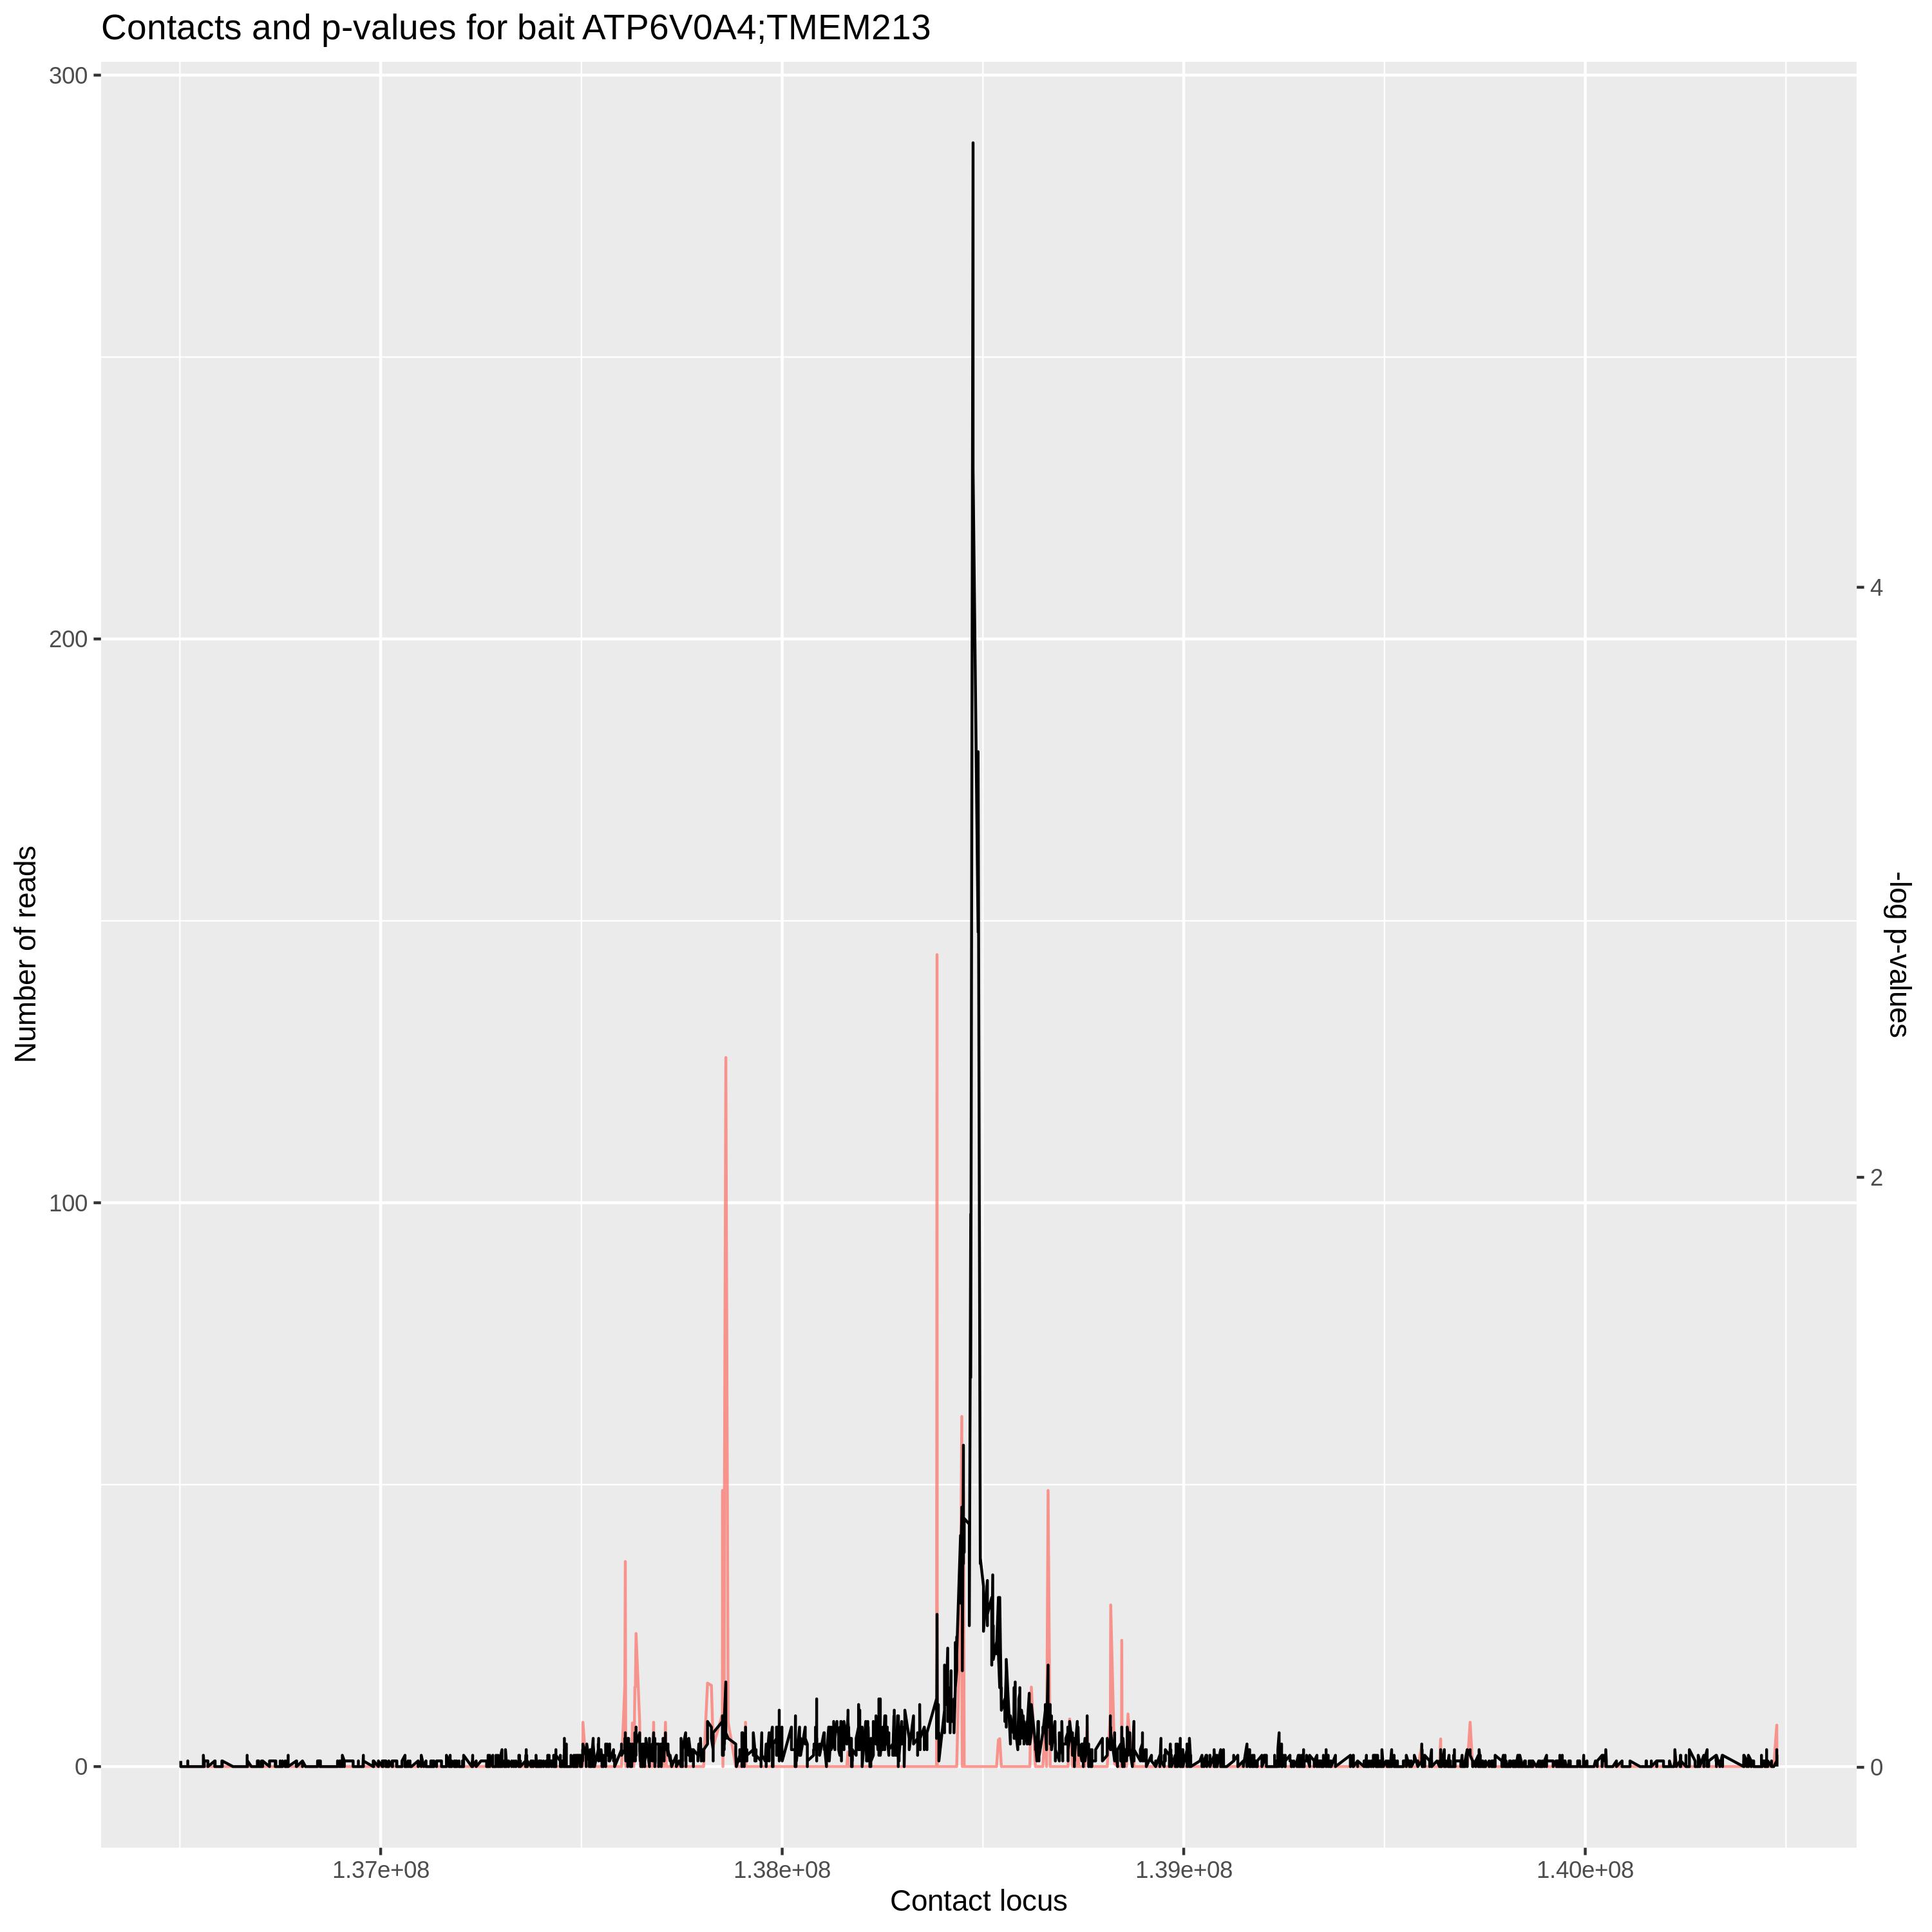 Contacts and p-values for bait ATP6V0A4;TMEM213
300
200
100
0
Number of reads
4
2
0
-log p-values
1.37e+08
1.38e+08
1.39e+08
1.40e+08
Contact locus